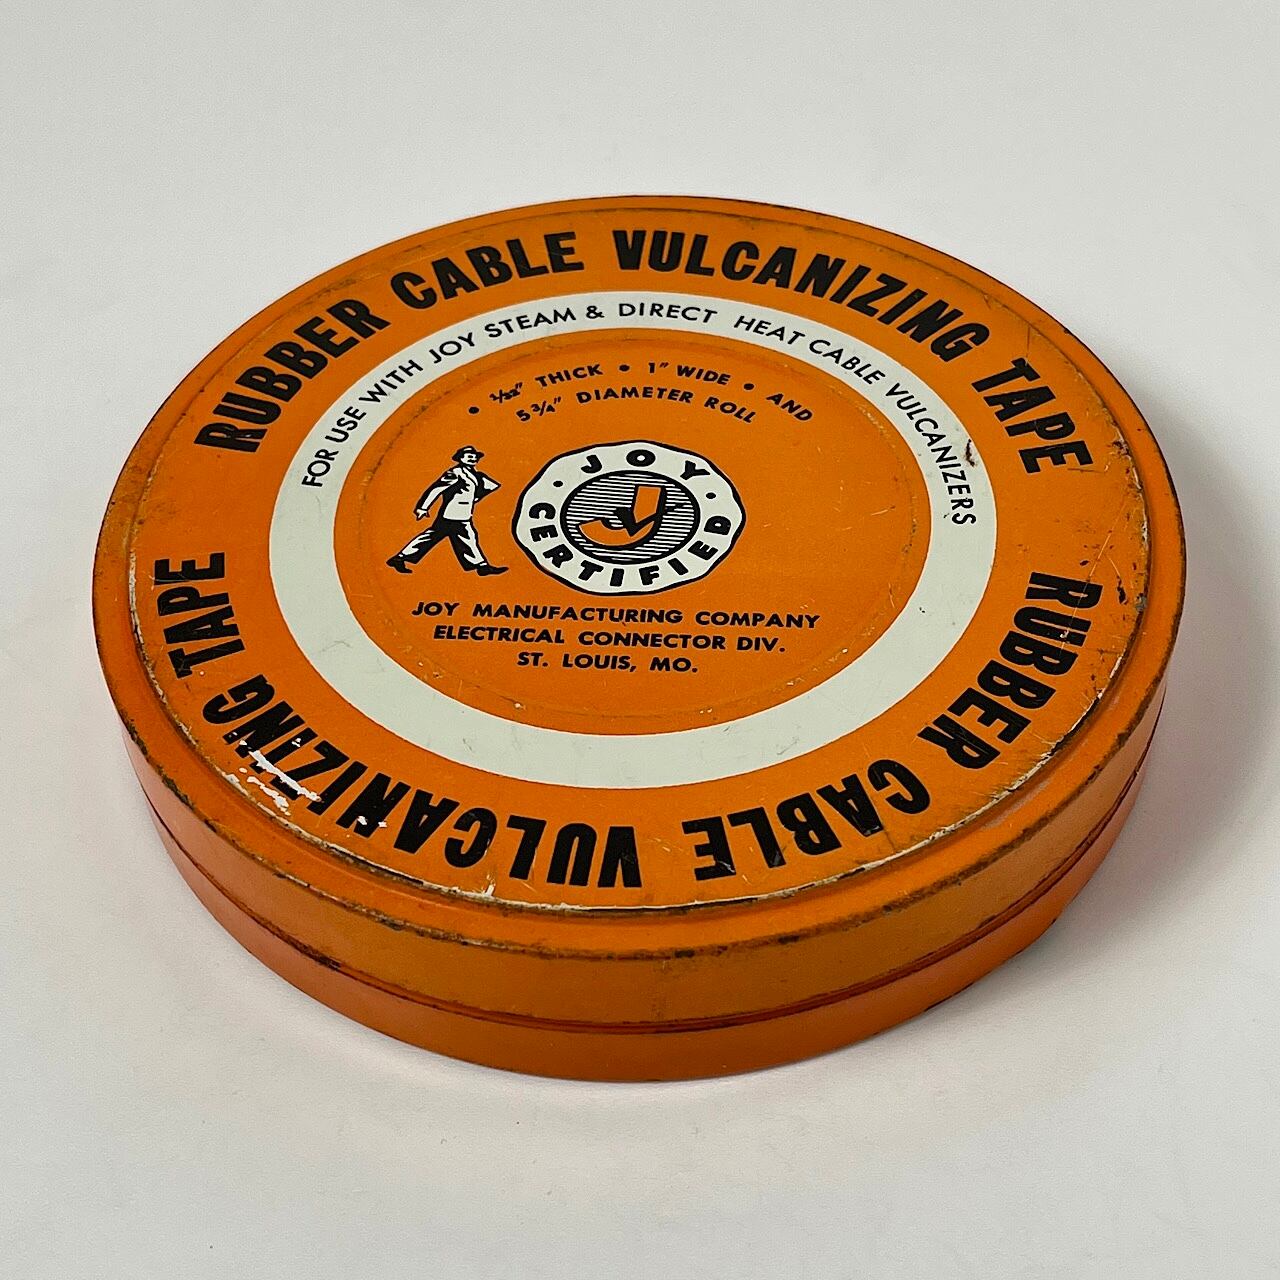 RUBBER CABLE VULCANIZING TAPE
FOR USE WITH JOY STEAM & DIRECT HEAT CABLE VULCANIZERS
• 1/32" THICK • 1" WIDE • AND
5 3/4" DIAMETER ROLL
JOY
J
• CERTIFIED •
JOY MANUFACTURING COMPANY
ELECTRICAL CONNECTOR DIV.
ST. LOUIS, MO.
RUBBER CABLE VULCANIZING TAPE